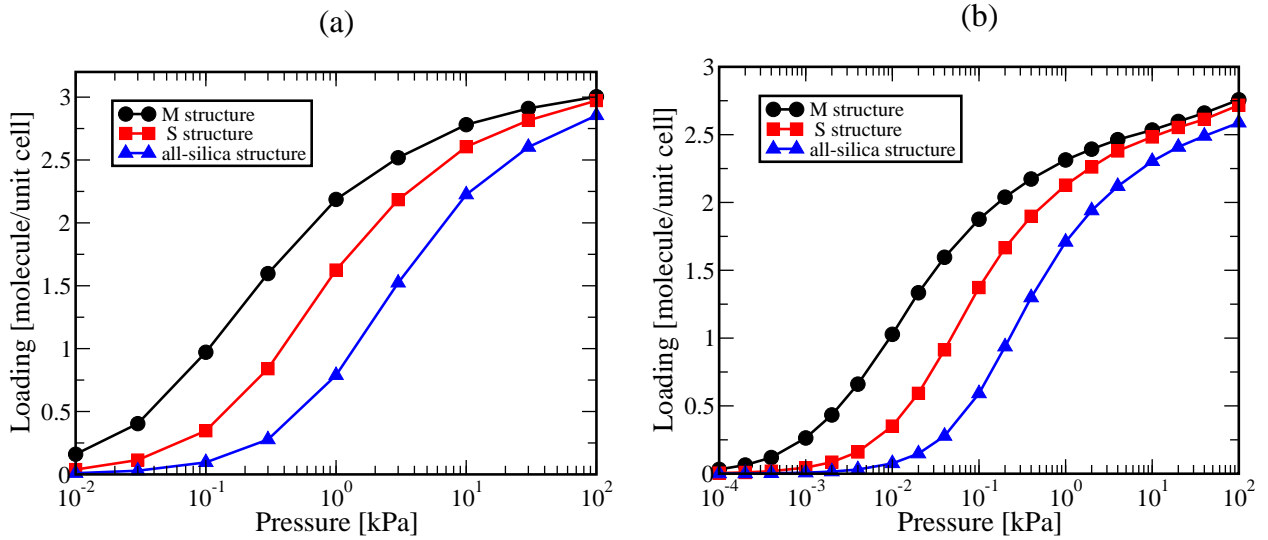 (a)
Loading [molecule/unit cell]
3
2.5
2
1.5
1
0.5
0
M structure
S structure
all-silica structure
10^-2
10^-1
10^0
10^1
10^2
Pressure [kPa]
(b)
Loading [molecule/unit cell]
3
2.5
2
1.5
1
0.5
0
M structure
S structure
all-silica structure
10^-4
10^-3
10^-2
10^-1
10^0
10^1
10^2
Pressure [kPa]